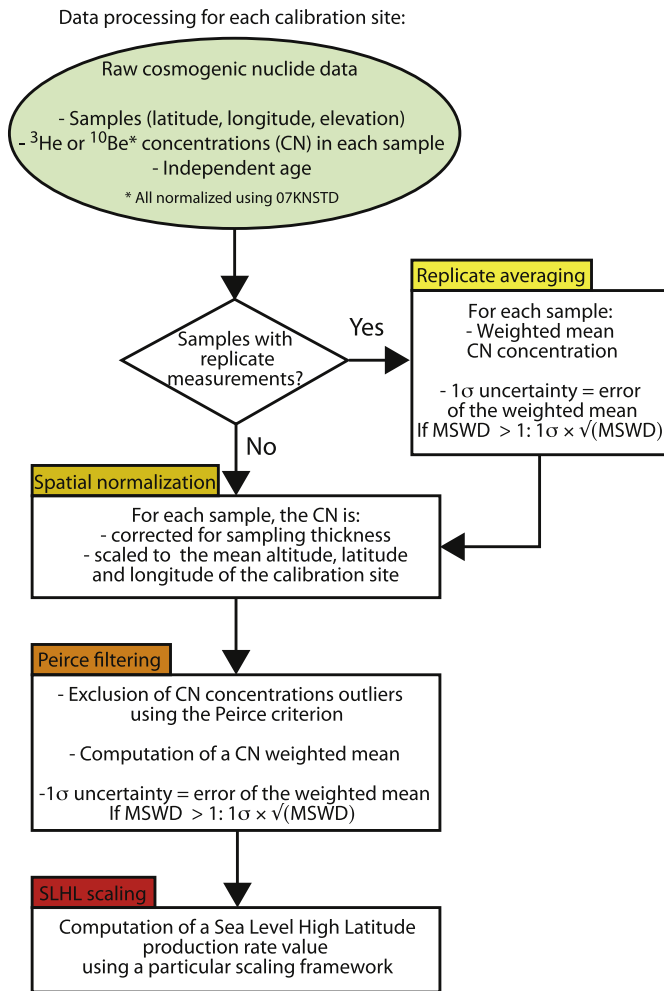 Data processing for each calibration site:
Raw cosmogenic nuclide data
- Samples (latitude, longitude, elevation)
- ³He or ¹⁰Be* concentrations (CN) in each sample
- Independent age
* All normalized using 07KNSTD
Samples with
replicate
measurements?
Yes
Replicate averaging
For each sample:
- Weighted mean
CN concentration
- 1σ uncertainty = error
of the weighted mean
If MSWD > 1: 1σ × √(MSWD)
No
Spatial normalization
For each sample, the CN is:
- corrected for sampling thickness
- scaled to the mean altitude, latitude
and longitude of the calibration site
Peirce filtering
- Exclusion of CN concentrations outliers
using the Peirce criterion
- Computation of a CN weighted mean
-1σ uncertainty = error of the weighted mean
If MSWD > 1: 1σ × √(MSWD)
SLHL scaling
Computation of a Sea Level High Latitude
production rate value
using a particular scaling framework